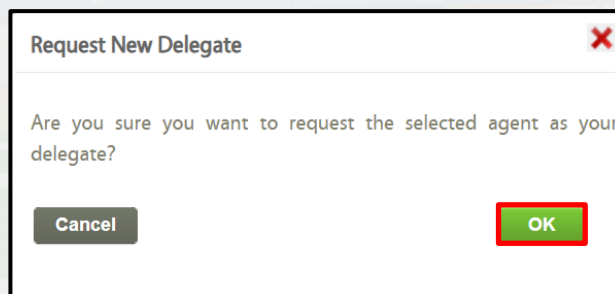 Request New Delegate
Are you sure you want to request the selected agent as your
delegate?
Cancel
OK